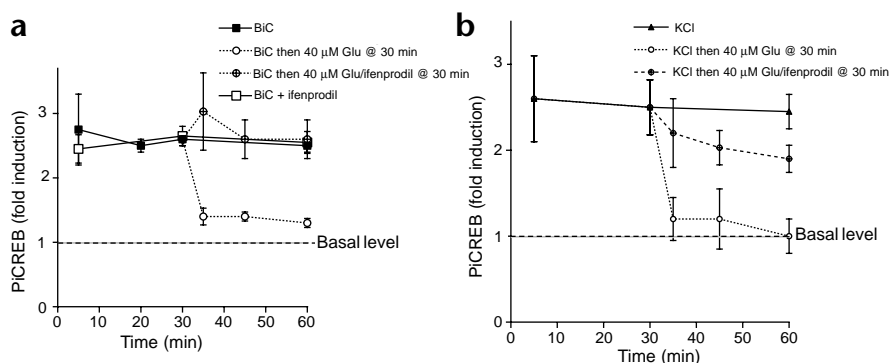 a
BiC
BiC then 40 µM Glu @ 30 min
BiC then 40 µM Glu/ifenprodil @ 30 min
BiC + ifenprodil
PiCREB (fold induction)
3
2
1
0
Basal level
0 10 20 30 40 50 60
Time (min)
b
KCl
KCl then 40 µM Glu @ 30 min
KCl then 40 µM Glu/ifenprodil @ 30 min
PiCREB (fold induction)
3
2
1
0
Basal level
0 10 20 30 40 50 60
Time (min)